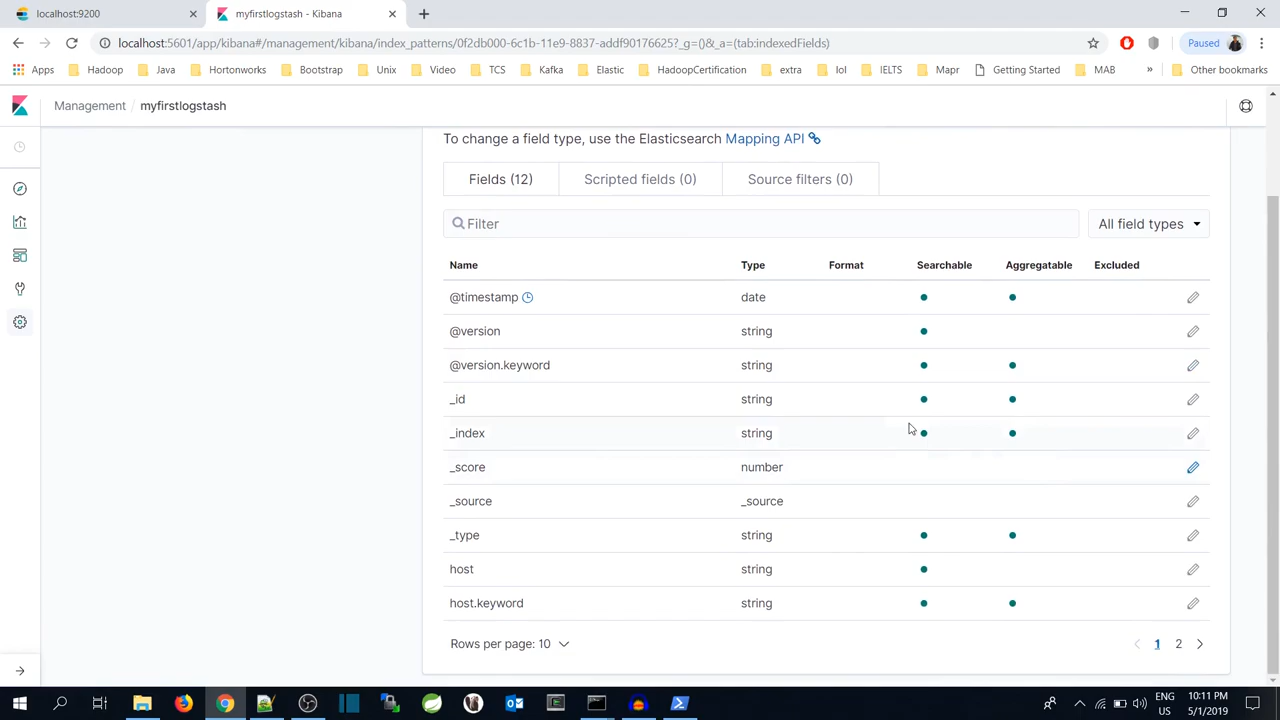 localhost:9200
myfirstlogstash - Kibana
localhost:5601/app/kibana#/management/kibana/index_patterns/0f2db000-6c1b-11e9-8837-addf90176625?_g=()&_a=(tab:indexedFields)
Paused
Apps Hadoop Java Hortonworks Bootstrap Unix Video TCS Kafka Elastic HadoopCertification extra lol IELTS Mapr Getting Started MAB » Other bookmarks
Management / myfirstlogstash
To change a field type, use the Elasticsearch Mapping API
Fields (12) Scripted fields (0) Source filters (0)
Filter All field types
Name Type Format Searchable Aggregatable Excluded
@timestamp date
@version string
@version.keyword string
_id string
_index string
_score number
_source _source
_type string
host string
host.keyword string
Rows per page: 10 1 2
ENG 10:11 PM
US 5/1/2019